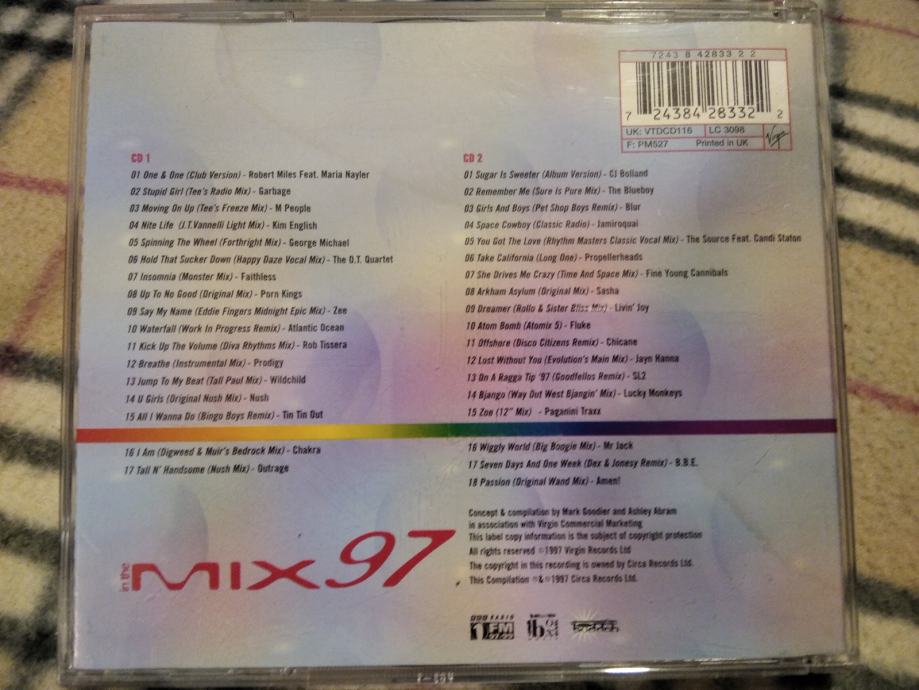 7243 8 42833 2 2
7 24384 28332 2
UK: VTDCD116 LC 3098
F: PM527 Printed in UK
Virgin
CD 1
01 One & One (Club Version) - Robert Miles Feat. Maria Nayler
02 Stupid Girl (Tee's Radio Mix) - Garbage
03 Moving On Up (Tee's Freeze Mix) - M People
04 Nite Life (J.T.Vannelli Light Mix) - Kim English
05 Spinning The Wheel (Forthright Mix) - George Michael
06 Hold That Sucker Down (Happy Daze Vocal Mix) - The O.T. Quartet
07 Insomnia (Monster Mix) - Faithless
08 Up To No Good (Original Mix) - Porn Kings
09 Say My Name (Eddie Fingers Midnight Epic Mix) - Zee
10 Waterfall (Work In Progress Remix) - Atlantic Ocean
11 Kick Up The Volume (Diva Rhythms Mix) - Rob Tissera
12 Breathe (Instrumental Mix) - Prodigy
13 Jump To My Beat (Tall Paul Mix) - Wildchild
14 U Girls (Original Nush Mix) - Nush
15 All I Wanna Do (Bingo Boys Remix) - Tin Tin Out
16 I Am (Digweed & Muir's Bedrock Mix) - Chakra
17 Tall N' Handsome (Nush Mix) - Outrage
CD 2
01 Sugar Is Sweeter (Album Version) - CJ Bolland
02 Remember Me (Sure Is Pure Mix) - The Blueboy
03 Girls And Boys (Pet Shop Boys Remix) - Blur
04 Space Cowboy (Classic Radio) - Jamiroquai
05 You Got The Love (Rhythm Masters Classic Vocal Mix) - The Source Feat. Candi Staton
06 Take California (Long One) - Propellerheads
07 She Drives Me Crazy (Time And Space Mix) - Fine Young Cannibals
08 Arkham Asylum (Original Mix) - Sasha
09 Dreamer (Rollo & Sister Bliss Mix) - Livin' Joy
10 Atom Bomb (Atomix 5) - Fluke
11 Offshore (Disco Citizens Remix) - Chicane
12 Lost Without You (Evolution's Main Mix) - Jayn Hanna
13 On A Ragga Tip '97 (Goodfellos Remix) - SL2
14 Bjango (Way Out West Bjangin' Mix) - Lucky Monkeys
15 Zoe (12" Mix) - Paganini Traxx
16 Wiggly World (Big Boogie Mix) - Mr Jack
17 Seven Days And One Week (Dex & Jonesy Remix) - B.B.E.
18 Passion (Original Wand Mix) - Amen!
in the MIX 97
Concept & compilation by Mark Goodier and Ashley Abram
in association with Virgin Commercial Marketing
This label copy information is the subject of copyright protection
All rights reserved ©1997 Virgin Records Ltd
The copyright in this recording is owned by Circa Records Ltd.
This Compilation ℗&©1997 Circa Records Ltd.
BBC RADIO
1FM